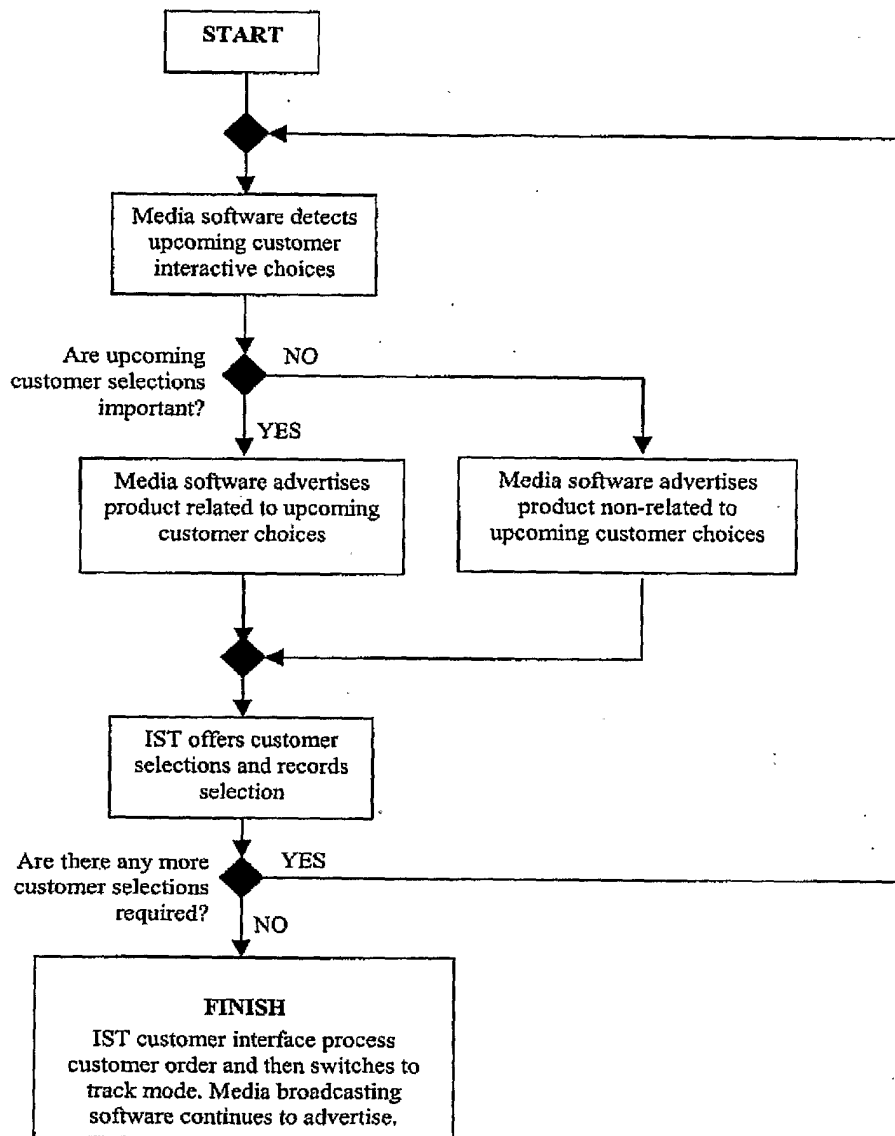 START
Media software detects
upcoming customer
interactive choices
Are upcoming
customer selections
important?
NO
YES
Media software advertises
product related to upcoming
customer choices
Media software advertises
product non-related to
upcoming customer choices
IST offers customer
selections and records
selection
Are there any more
customer selections
required?
YES
NO
FINISH
IST customer interface process
customer order and then switches to
track mode. Media broadcasting
software continues to advertise.